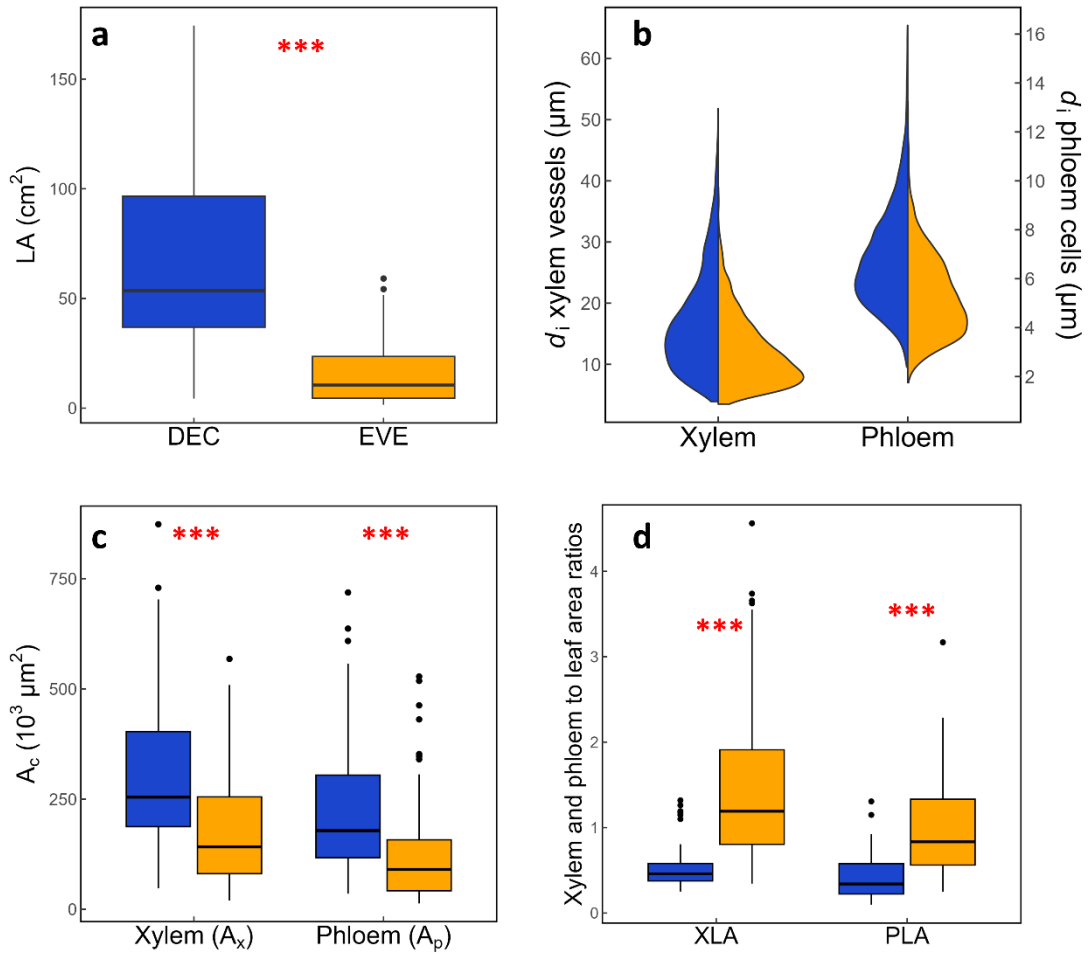 a
***
150
100
50
0
LA (cm²)
DEC EVE
b
60
50
40
30
20
10
dᵢ xylem vessels (µm)
16
14
12
10
8
6
4
2
dᵢ phloem cells (µm)
Xylem Phloem
c
*** ***
750
500
250
0
A_c (10³ µm²)
Xylem (Aₓ) Phloem (Aₚ)
d
***
***
4
3
2
1
0
Xylem and phloem to leaf area ratios
XLA PLA